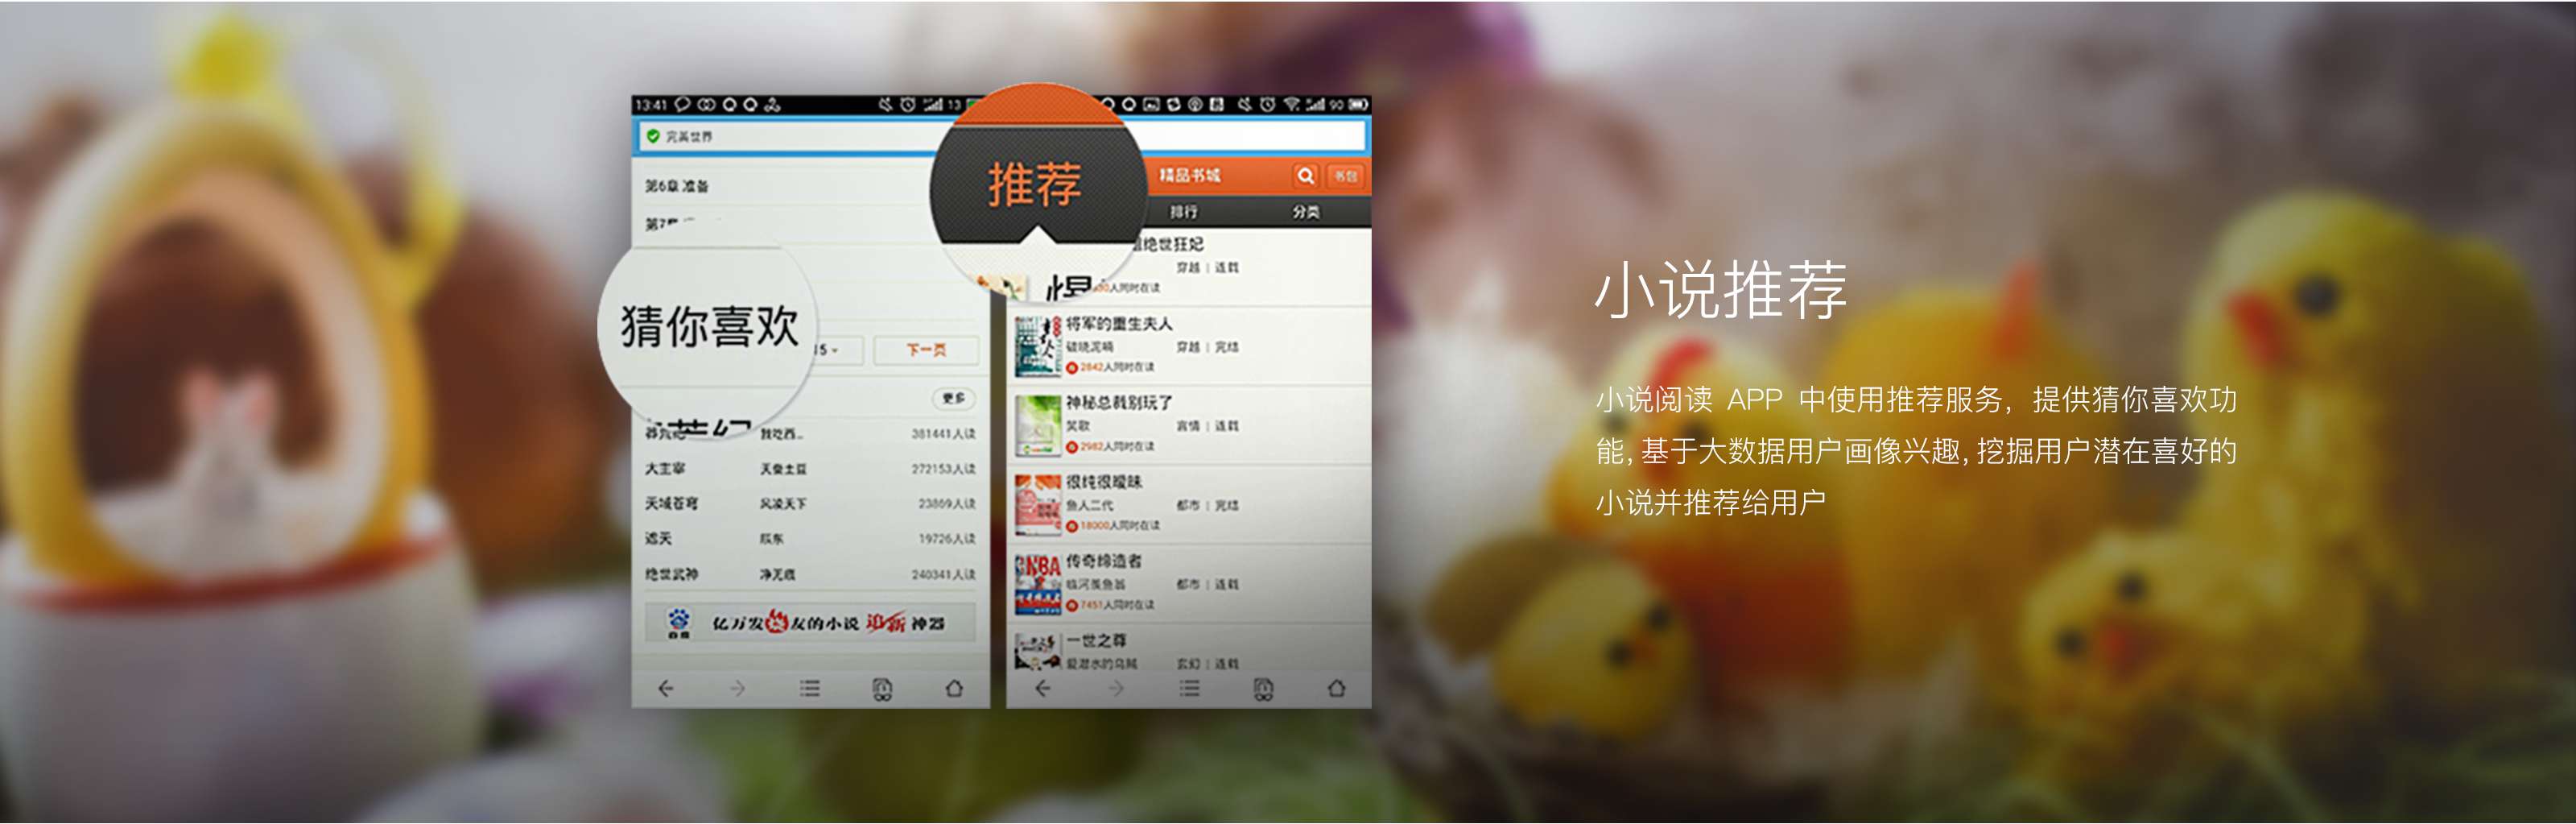 13:41
13
90
完美世界
第6章 准备
第7
猜你喜欢
15
下一页
更多
莽荒纪 我吃西... 381441人读
大主宰 天蚕土豆 272153人读
天域苍穹 风凌天下 23869人读
遮天 辰东 19726人读
绝世武神 净无痕 240341人读
百度 亿万发烧友的小说追新神器
推荐
精品书城
书包
排行
分类
绝世狂妃
穿越 | 连载
人同时在读
将军的重生夫人
破晓泥喃 穿越 | 完结
2842人同时在读
神秘总裁别玩了
笑歌 言情 | 连载
2982人同时在读
很纯很暧昧
鱼人二代 都市 | 完结
18000人同时在读
传奇缔造者
临河羡鱼翁 都市 | 连载
7451人同时在读
一世之尊
爱潜水的乌贼 玄幻 | 连载
小说推荐
小说阅读 APP 中使用推荐服务，提供猜你喜欢功
能，基于大数据用户画像兴趣，挖掘用户潜在喜好的
小说并推荐给用户